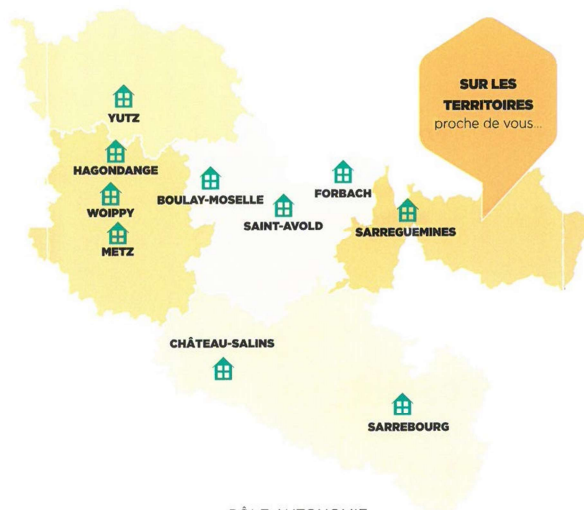 SUR LES
TERRITOIRES
proche de vous...
YUTZ
HAGONDANGE
WOIPPY
METZ
BOULAY-MOSELLE
SAINT-AVOLD
FORBACH
SARREGUEMINES
CHÂTEAU-SALINS
SARREBOURG